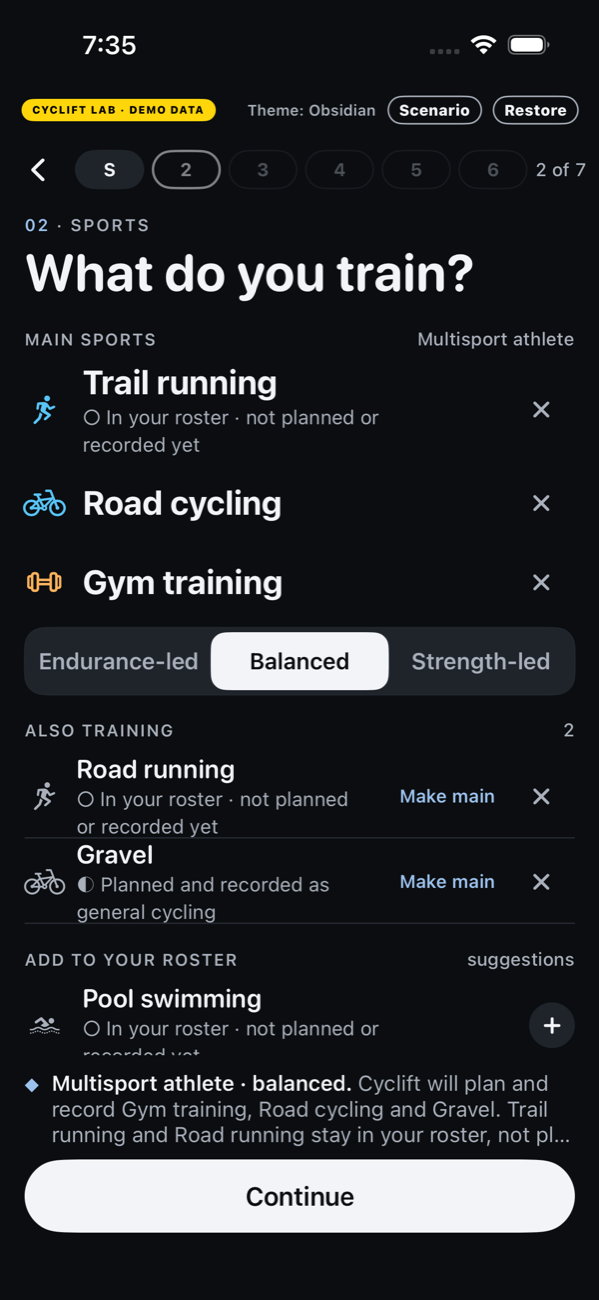 7:35
CYCLIFT LAB · DEMO DATA
Theme: Obsidian
Scenario
Restore
S
2
3
4
5
6
2 of 7
02 · SPORTS
What do you train?
MAIN SPORTS
Multisport athlete
Trail running
In your roster · not planned or
recorded yet
Road cycling
Gym training
Endurance-led
Balanced
Strength-led
ALSO TRAINING
2
Road running
In your roster · not planned
or recorded yet
Make main
Gravel
Planned and recorded as
general cycling
Make main
ADD TO YOUR ROSTER
suggestions
Pool swimming
In your roster · not planned or
recorded yet
Multisport athlete · balanced. Cyclift will plan and
record Gym training, Road cycling and Gravel. Trail
running and Road running stay in your roster, not pl...
Continue